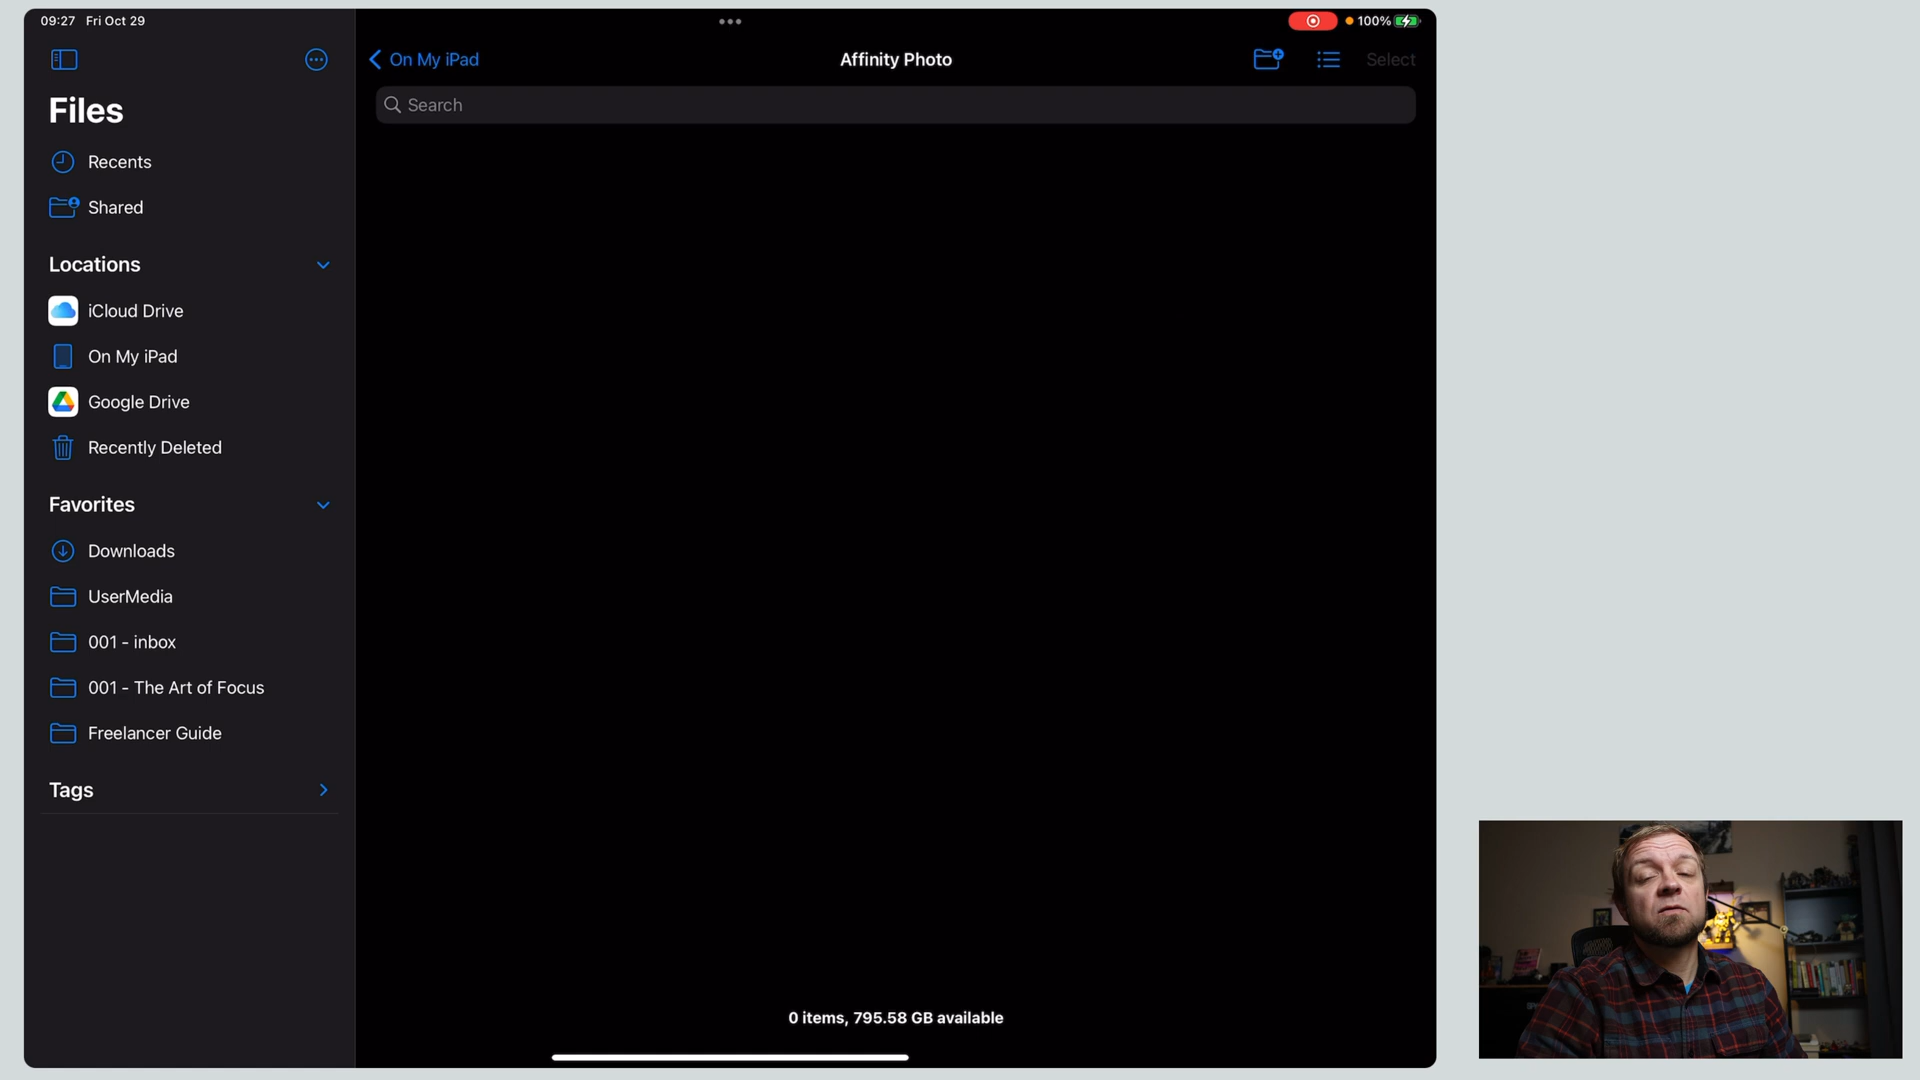 09:27 Fri Oct 29
100%
Files
On My iPad
Affinity Photo
Select
Search
Recents
Shared
Locations
iCloud Drive
On My iPad
Google Drive
Recently Deleted
Favorites
Downloads
UserMedia
001 - inbox
001 - The Art of Focus
Freelancer Guide
Tags
0 items, 795.58 GB available